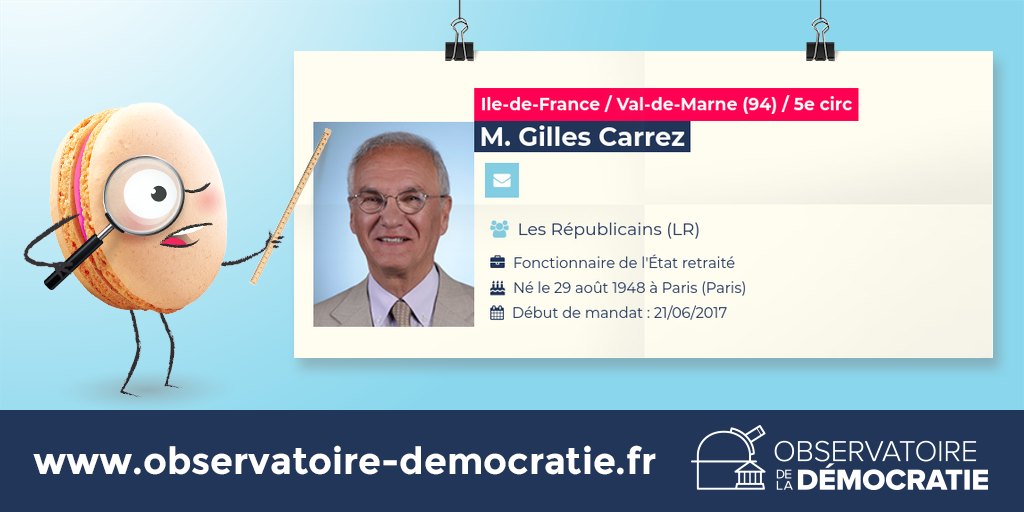 Ile-de-France / Val-de-Marne (94) / 5e circ
M. Gilles Carrez
Les Républicains (LR)
Fonctionnaire de l'État retraité
Né le 29 août 1948 à Paris (Paris)
Début de mandat : 21/06/2017
www.observatoire-democratie.fr
OBSERVATOIRE
DE LA DÉMOCRATIE